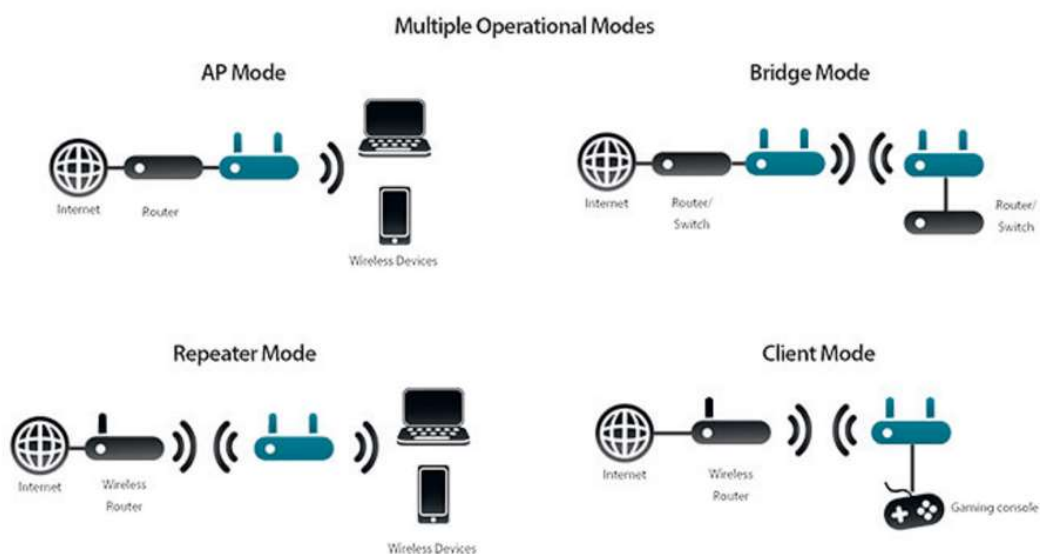 Multiple Operational Modes
AP Mode
Internet
Router
Wireless Devices
Bridge Mode
Internet
Router/
Switch
Router/
Switch
Repeater Mode
Internet
Wireless
Router
Wireless Devices
Client Mode
Internet
Wireless
Router
Gaming console